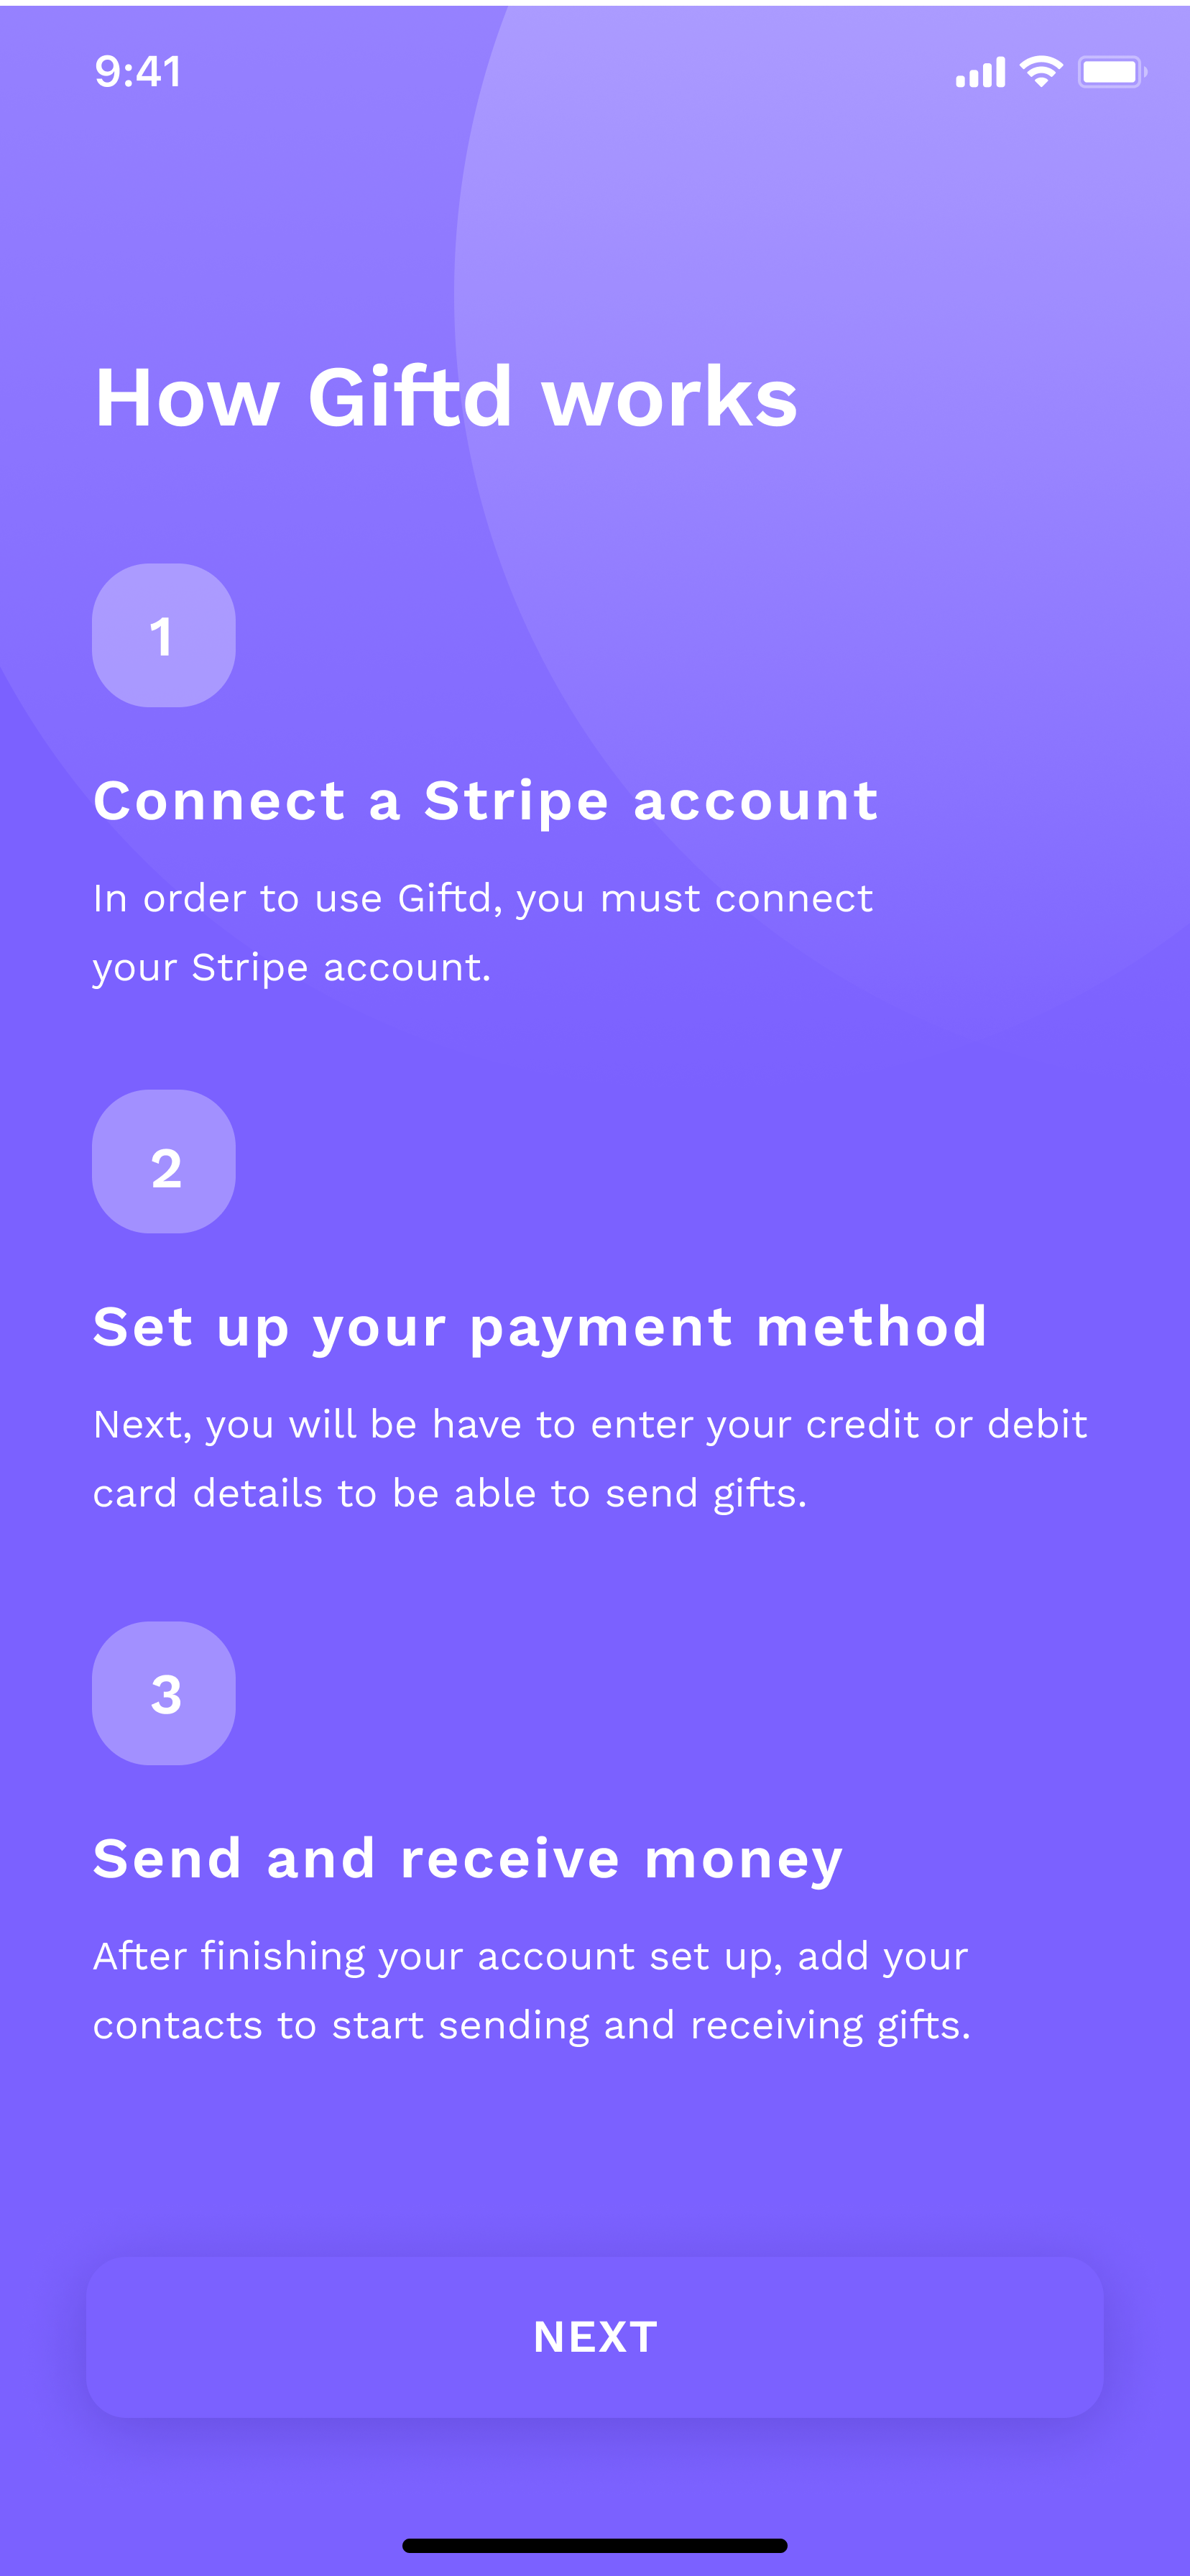 9:41
How Giftd works
1
Connect a Stripe account
In order to use Giftd, you must connect
your Stripe account.
2
Set up your payment method
Next, you will be have to enter your credit or debit
card details to be able to send gifts.
3
Send and receive money
After finishing your account set up, add your
contacts to start sending and receiving gifts.
NEXT